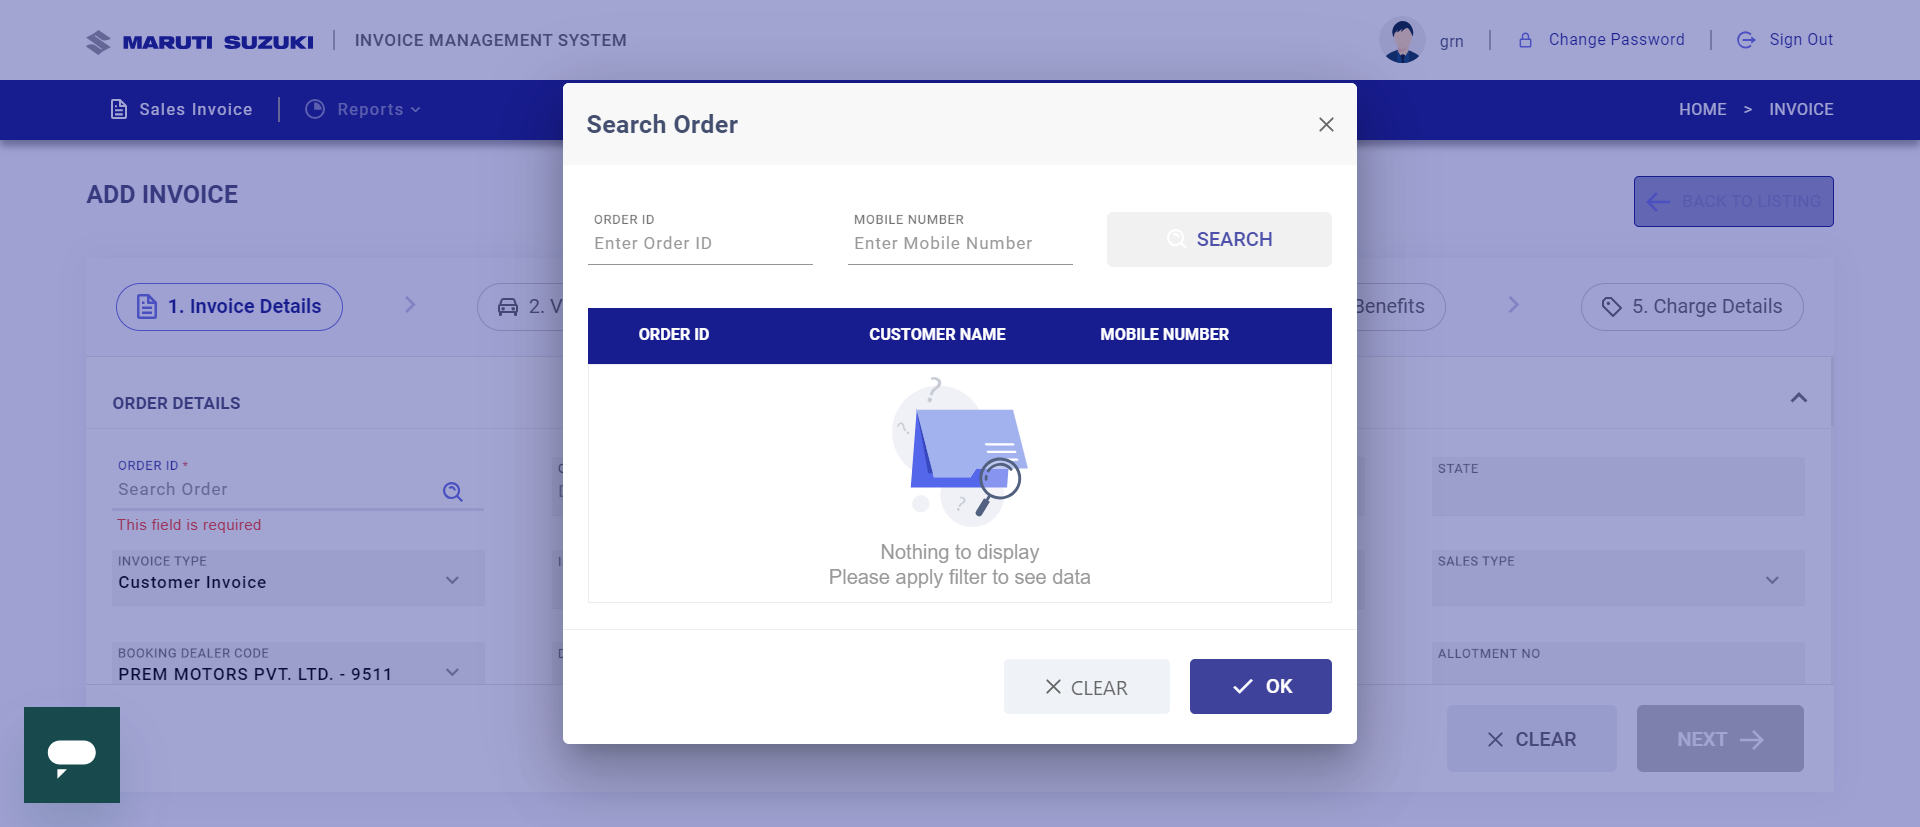 MARUTI SUZUKI
INVOICE MANAGEMENT SYSTEM
grn
Change Password
Sign Out
Sales Invoice
Reports
HOME > INVOICE
ADD INVOICE
BACK TO LISTING
1. Invoice Details
2. V
Benefits
5. Charge Details
ORDER DETAILS
ORDER ID *
Search Order
This field is required
STATE
INVOICE TYPE
Customer Invoice
SALES TYPE
BOOKING DEALER CODE
PREM MOTORS PVT. LTD. - 9511
ALLOTMENT NO
CLEAR
NEXT
Search Order
ORDER ID
Enter Order ID
MOBILE NUMBER
Enter Mobile Number
SEARCH
ORDER ID CUSTOMER NAME MOBILE NUMBER
Nothing to display
Please apply filter to see data
CLEAR
OK